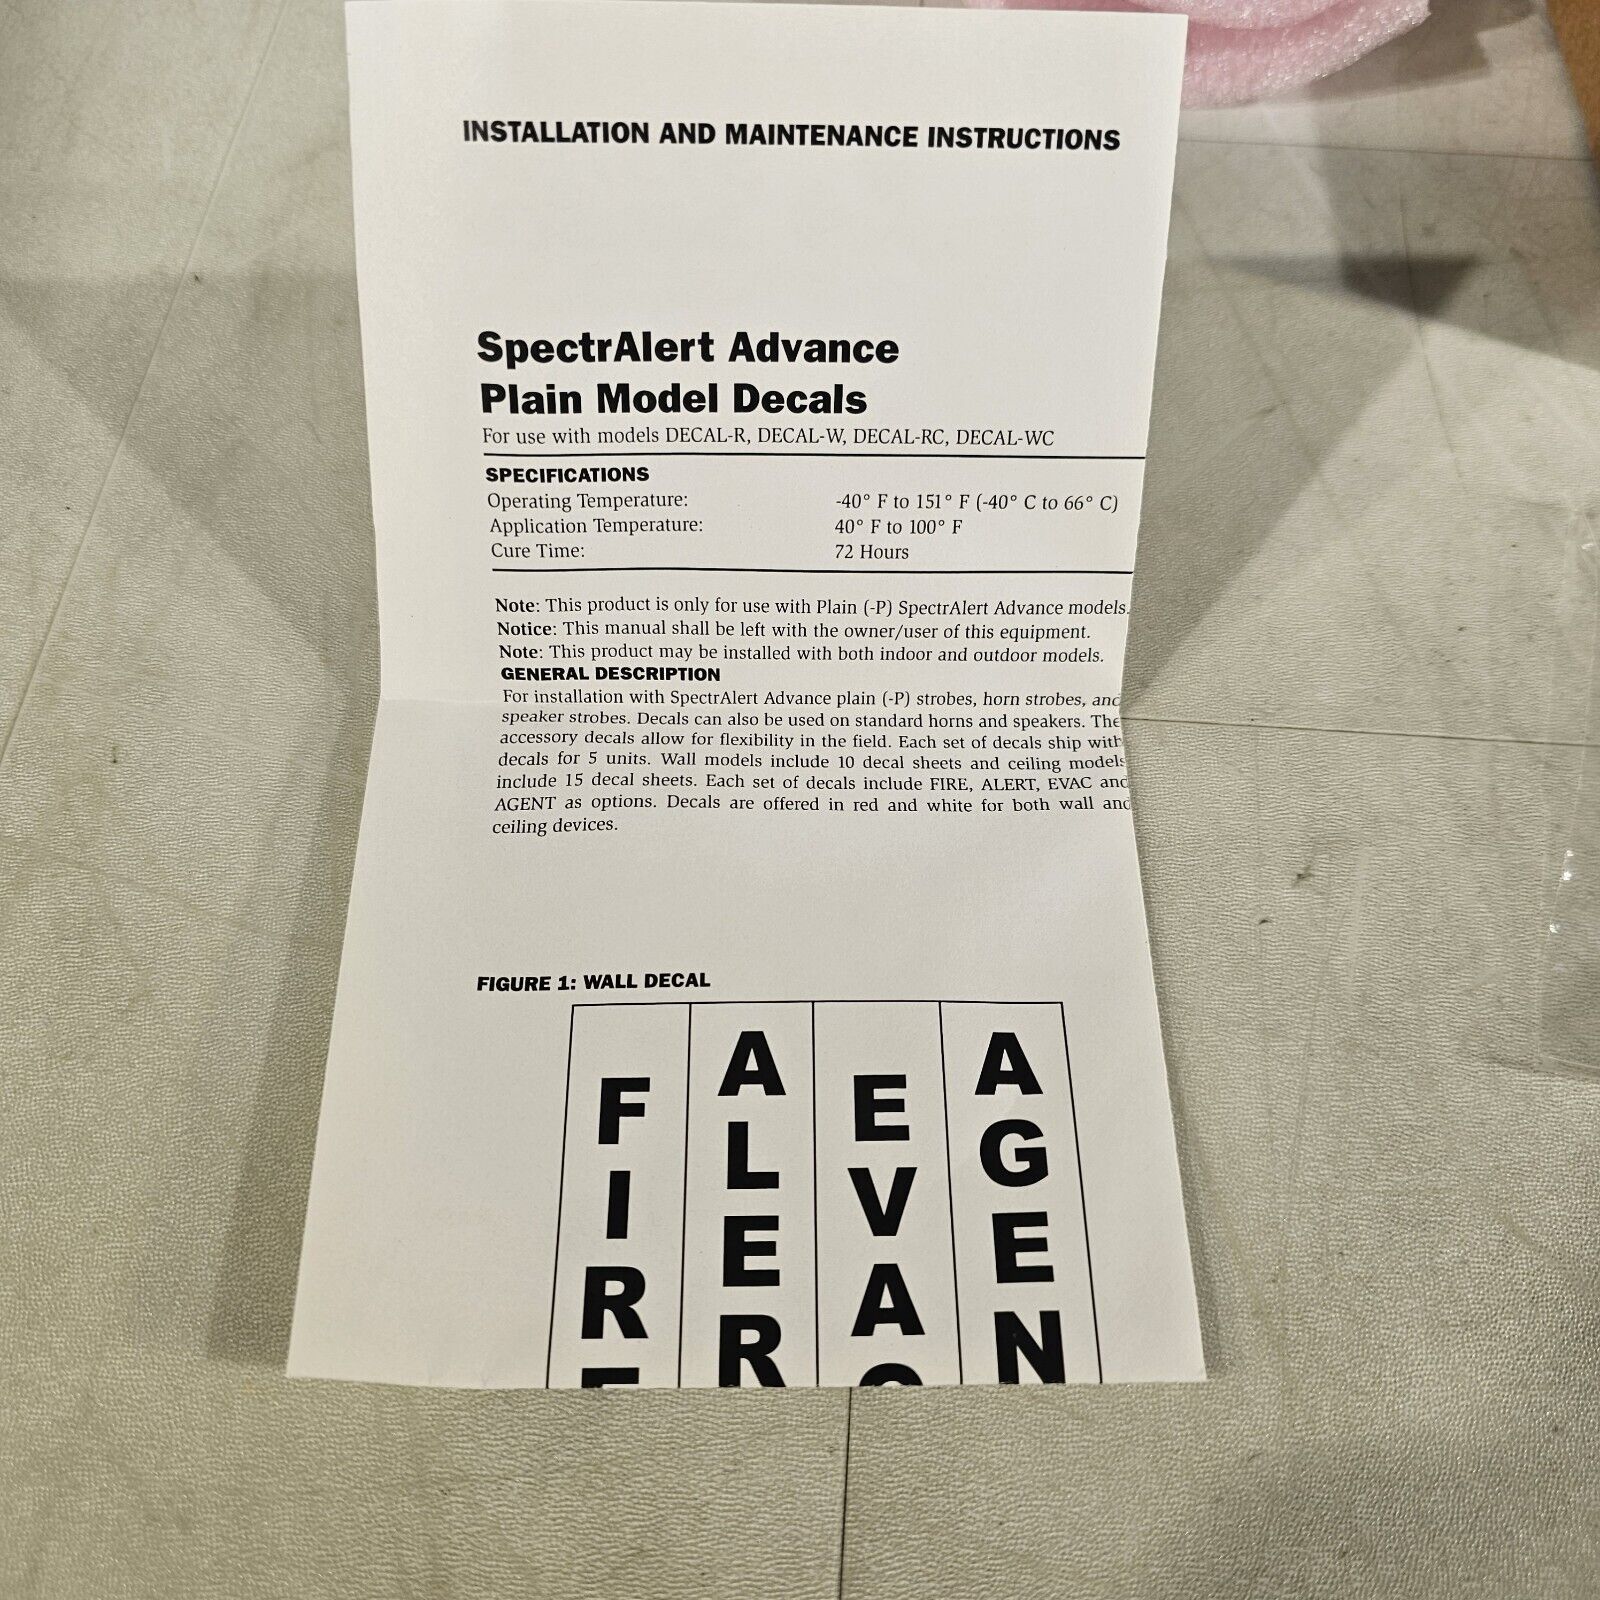 INSTALLATION AND MAINTENANCE INSTRUCTIONS
SpectrAlert Advance
Plain Model Decals
For use with models DECAL-R, DECAL-W, DECAL-RC, DECAL-WC
SPECIFICATIONS
Operating Temperature: -40° F to 151° F (-40° C to 66° C)
Application Temperature: 40° F to 100° F
Cure Time: 72 Hours
Note: This product is only for use with Plain (-P) SpectrAlert Advance models.
Notice: This manual shall be left with the owner/user of this equipment.
Note: This product may be installed with both indoor and outdoor models.
GENERAL DESCRIPTION
For installation with SpectrAlert Advance plain (-P) strobes, horn strobes, and
speaker strobes. Decals can also be used on standard horns and speakers. The
accessory decals allow for flexibility in the field. Each set of decals ship with
decals for 5 units. Wall models include 10 decal sheets and ceiling models
include 15 decal sheets. Each set of decals include FIRE, ALERT, EVAC and
AGENT as options. Decals are offered in red and white for both wall and
ceiling devices.
FIGURE 1: WALL DECAL
FIRE
ALER
EVAC
AGEN